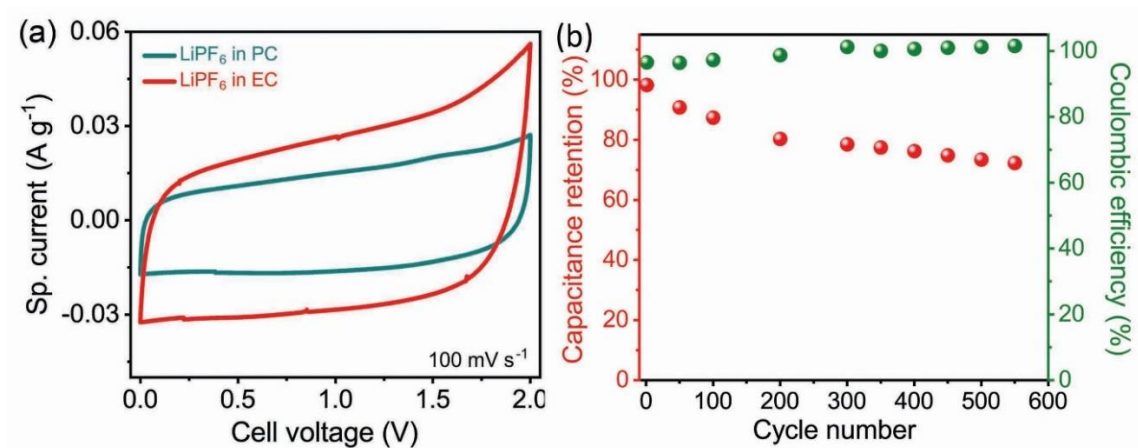 (a)
LiPF₆ in PC
LiPF₆ in EC
0.06
0.03
0.00
-0.03
Sp. current (A g⁻¹)
100 mV s⁻¹
0.0 0.5 1.0 1.5 2.0
Cell voltage (V)
(b)
100
80
60
40
20
0
Capacitance retention (%)
100
80
60
40
20
0
Coulombic efficiency (%)
0 100 200 300 400 500 600
Cycle number